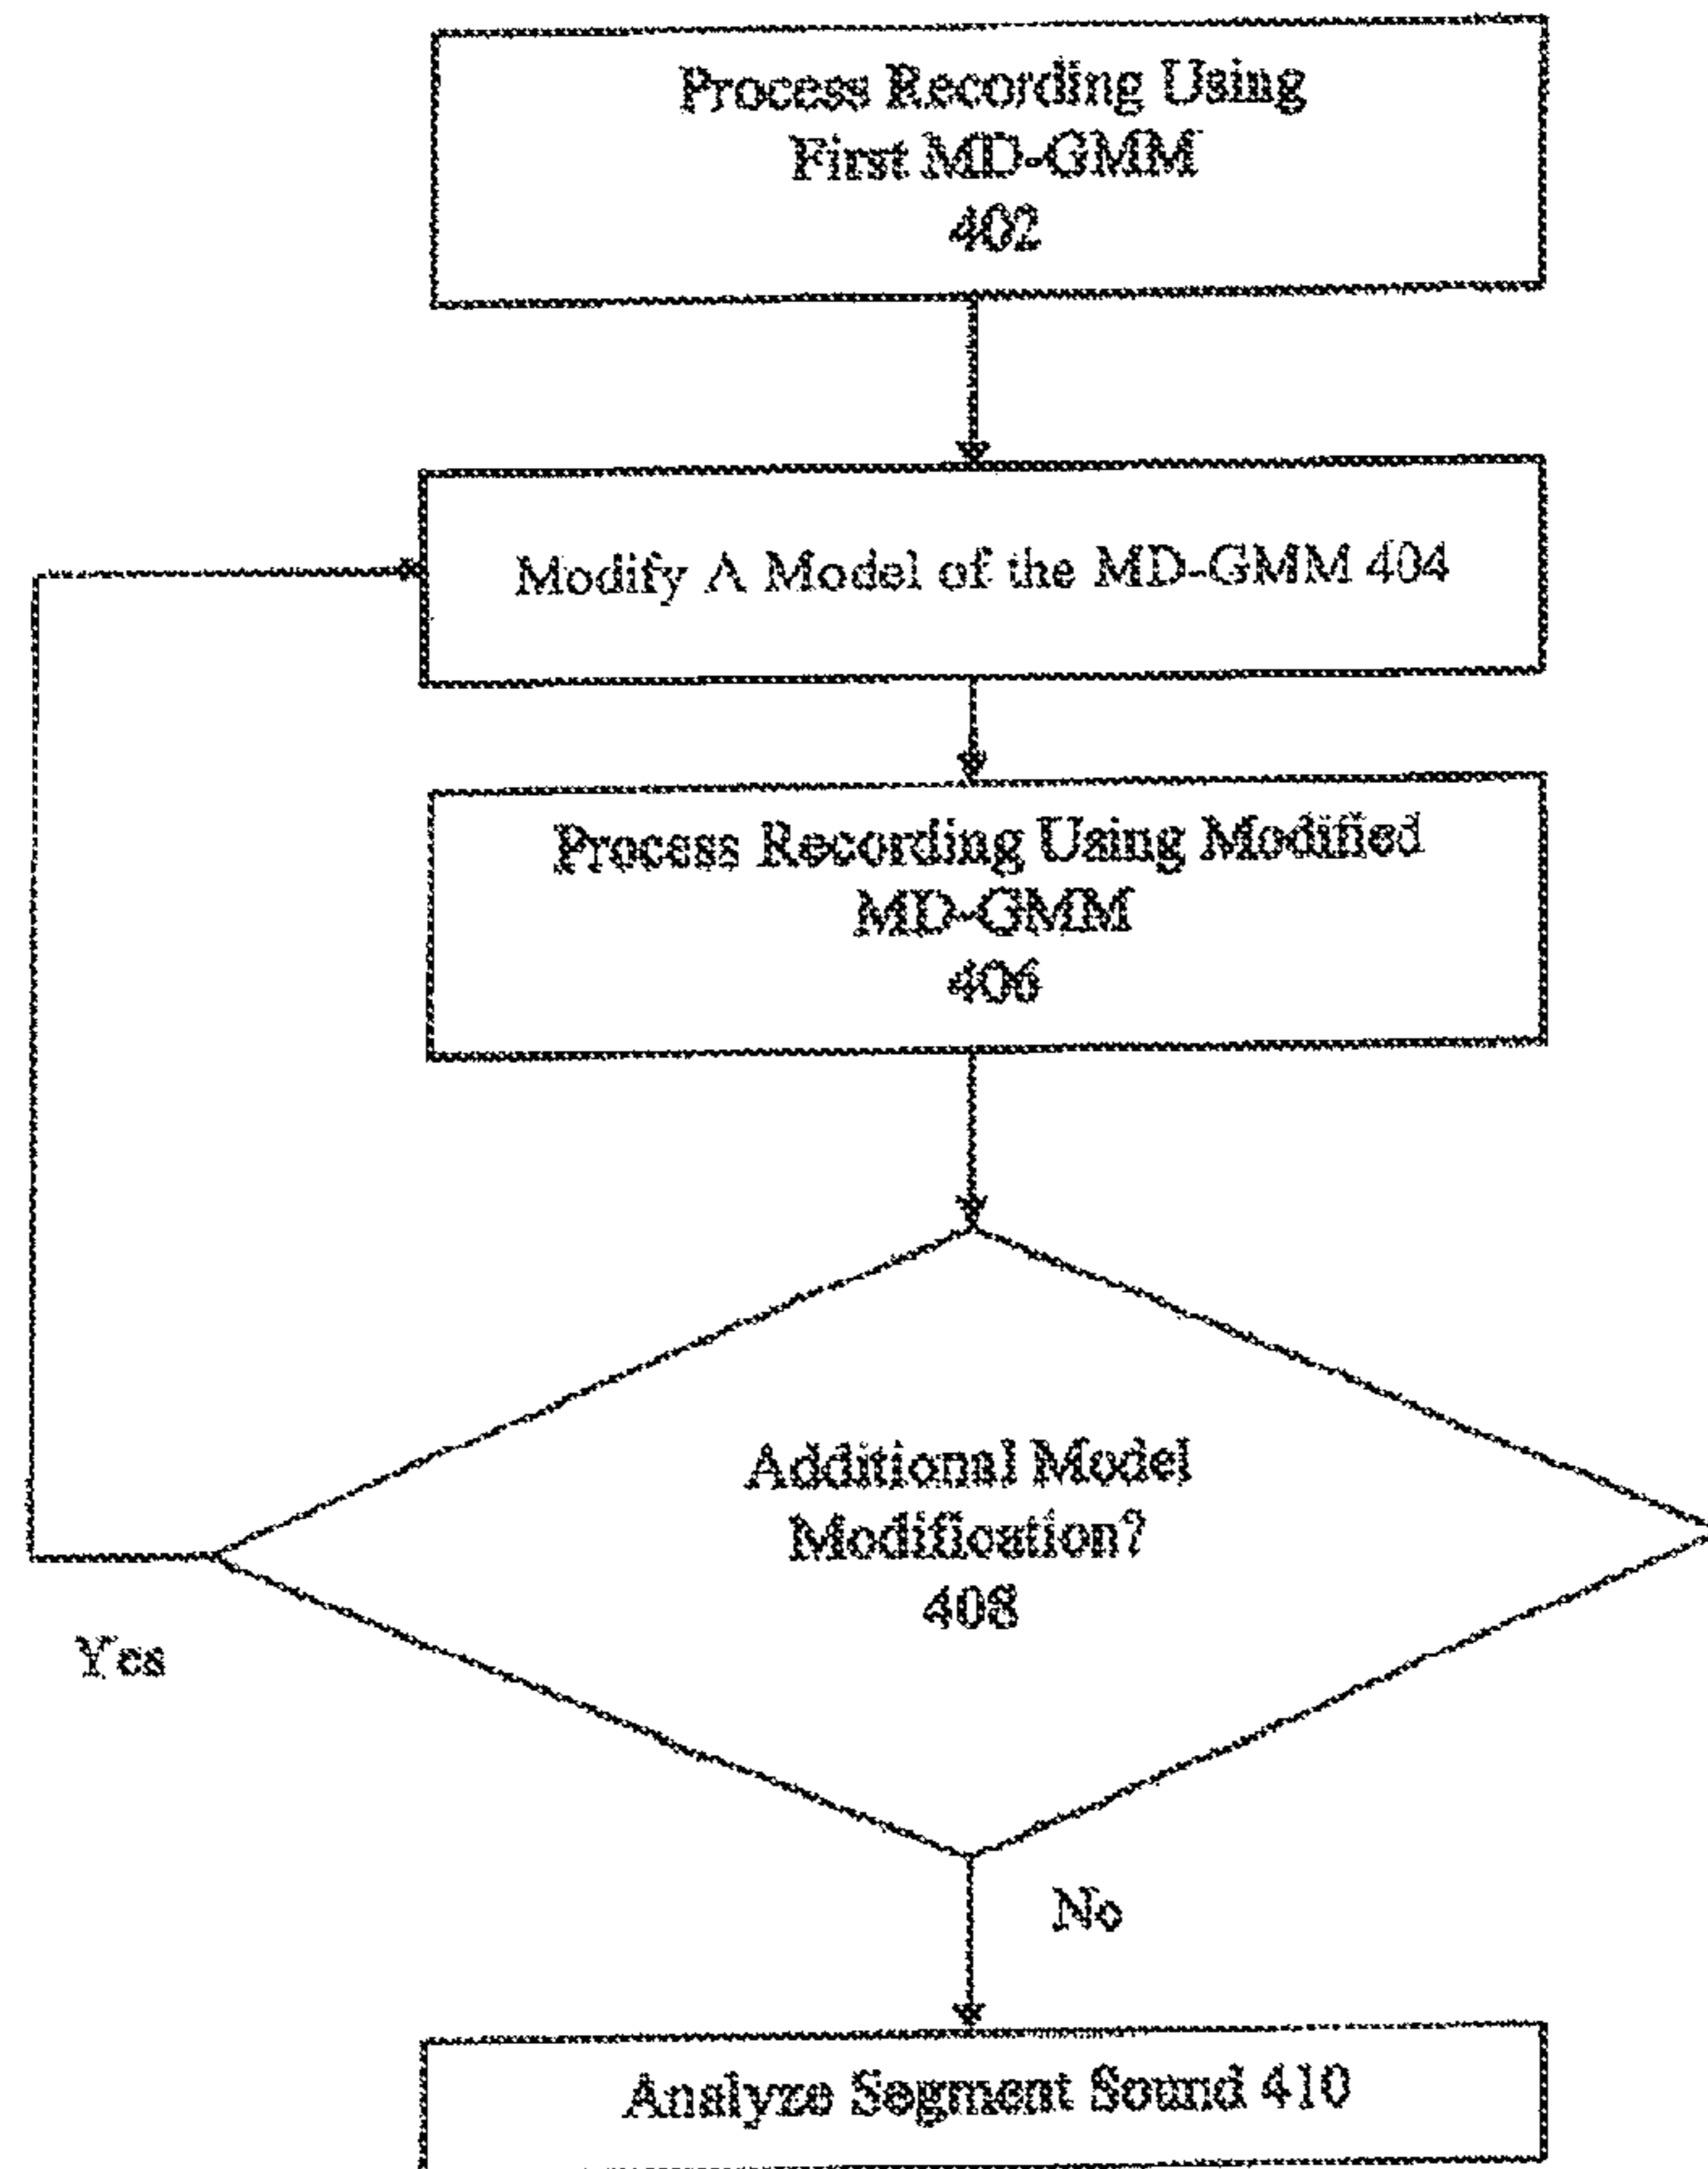 Process Recording Using
First MD-GMM
402
Modify A Model of the MD-GMM 404
Process Recording Using Modified
MD-GMM
406
Additional Model
Modification?
408
Yes
No
Analyze Segment Sound 410